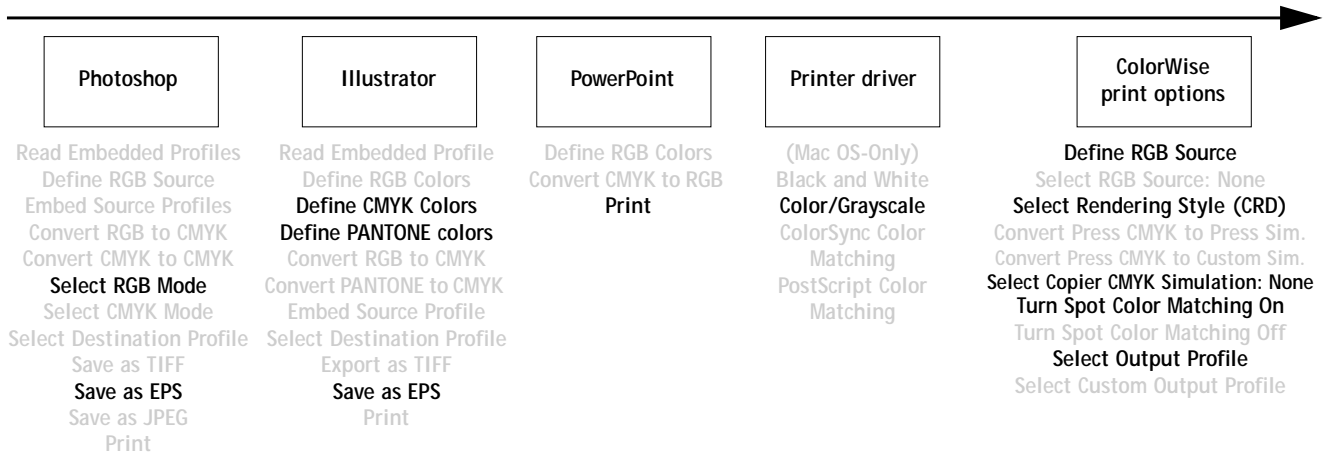 Photoshop
Read Embedded Profiles
Define RGB Source
Embed Source Profiles
Convert RGB to CMYK
Convert CMYK to CMYK
Select RGB Mode
Select CMYK Mode
Select Destination Profile
Save as TIFF
Save as EPS
Save as JPEG
Print
Illustrator
Read Embedded Profile
Define RGB Colors
Define CMYK Colors
Define PANTONE colors
Convert RGB to CMYK
Convert PANTONE to CMYK
Embed Source Profile
Select Destination Profile
Export as TIFF
Save as EPS
Print
PowerPoint
Define RGB Colors
Convert CMYK to RGB
Print
Printer driver
(Mac OS-Only)
Black and White
Color/Grayscale
ColorSync Color
Matching
PostScript Color
Matching
ColorWise
print options
Define RGB Source
Select RGB Source: None
Select Rendering Style (CRD)
Convert Press CMYK to Press Sim.
Convert Press CMYK to Custom Sim.
Select Copier CMYK Simulation: None
Turn Spot Color Matching On
Turn Spot Color Matching Off
Select Output Profile
Select Custom Output Profile